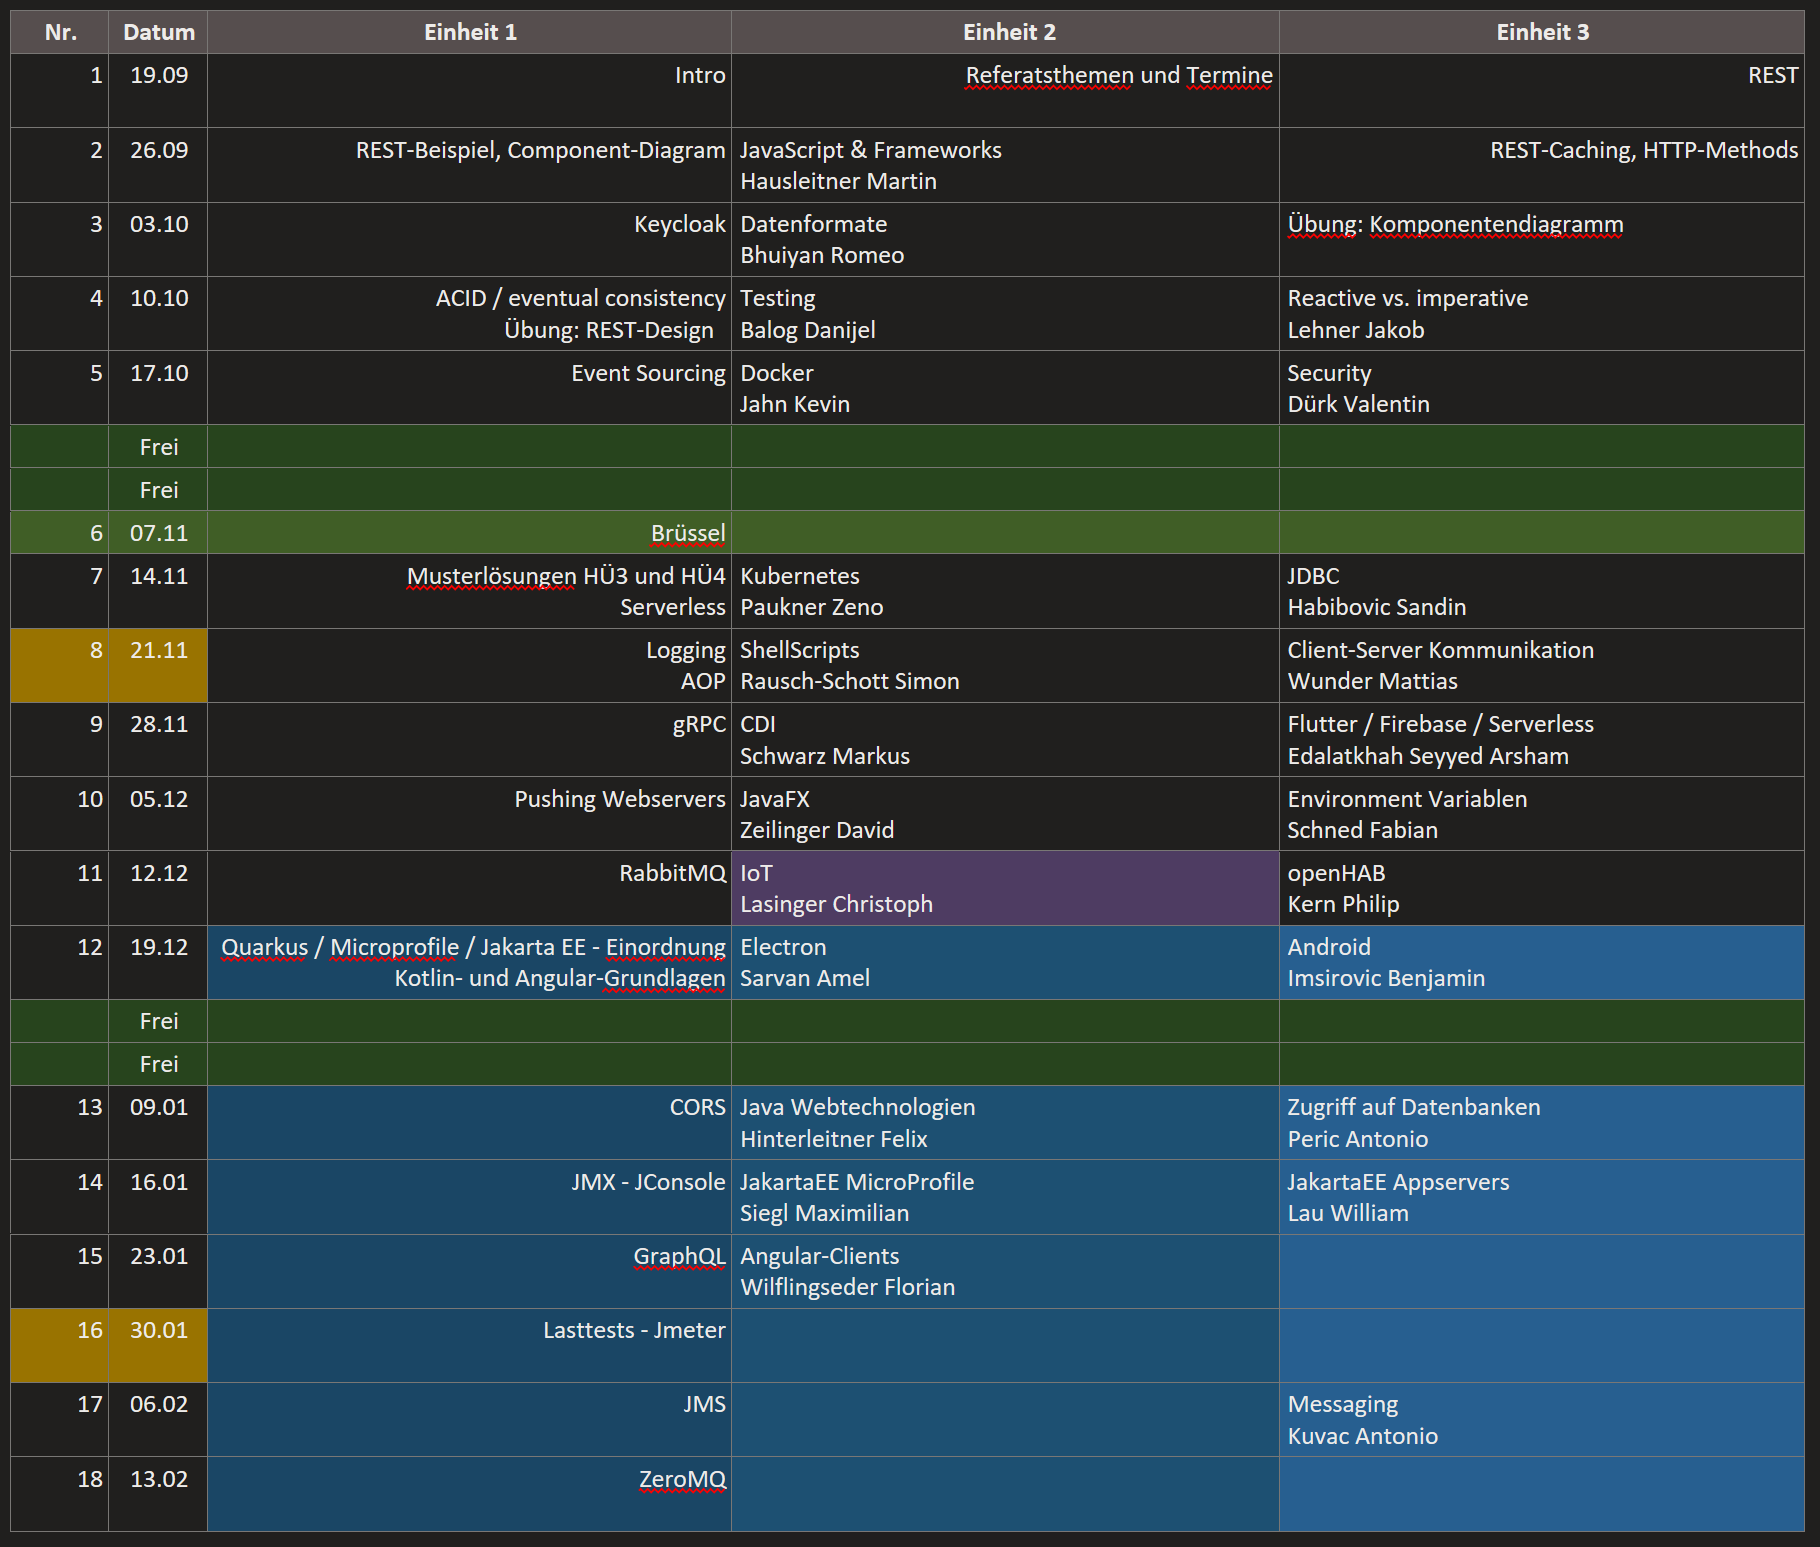 Nr. Datum Einheit 1 Einheit 2 Einheit 3
1 19.09 Intro Referatsthemen und Termine REST
2 26.09 REST-Beispiel, Component-Diagram JavaScript & Frameworks REST-Caching, HTTP-Methods
Hausleitner Martin
3 03.10 Keycloak Datenformate Übung: Komponentendiagramm
Bhuiyan Romeo
4 10.10 ACID / eventual consistency Testing Reactive vs. imperative
Übung: REST-Design Balog Danijel Lehner Jakob
5 17.10 Event Sourcing Docker Security
Jahn Kevin Dürk Valentin
Frei
Frei
6 07.11 Brüssel
7 14.11 Musterlösungen HÜ3 und HÜ4 Kubernetes JDBC
Serverless Paukner Zeno Habibovic Sandin
8 21.11 Logging ShellScripts Client-Server Kommunikation
AOP Rausch-Schott Simon Wunder Mattias
9 28.11 gRPC CDI Flutter / Firebase / Serverless
Schwarz Markus Edalatkhah Seyyed Arsham
10 05.12 Pushing Webservers JavaFX Environment Variablen
Zeilinger David Schned Fabian
11 12.12 RabbitMQ IoT openHAB
Lasinger Christoph Kern Philip
12 19.12 Quarkus / Microprofile / Jakarta EE - Einordnung Electron Android
Kotlin- und Angular-Grundlagen Sarvan Amel Imsirovic Benjamin
Frei
Frei
13 09.01 CORS Java Webtechnologien Zugriff auf Datenbanken
Hinterleitner Felix Peric Antonio
14 16.01 JMX - JConsole JakartaEE MicroProfile JakartaEE Appservers
Siegl Maximilian Lau William
15 23.01 GraphQL Angular-Clients
Wilflingseder Florian
16 30.01 Lasttests - Jmeter
17 06.02 JMS Messaging
Kuvac Antonio
18 13.02 ZeroMQ